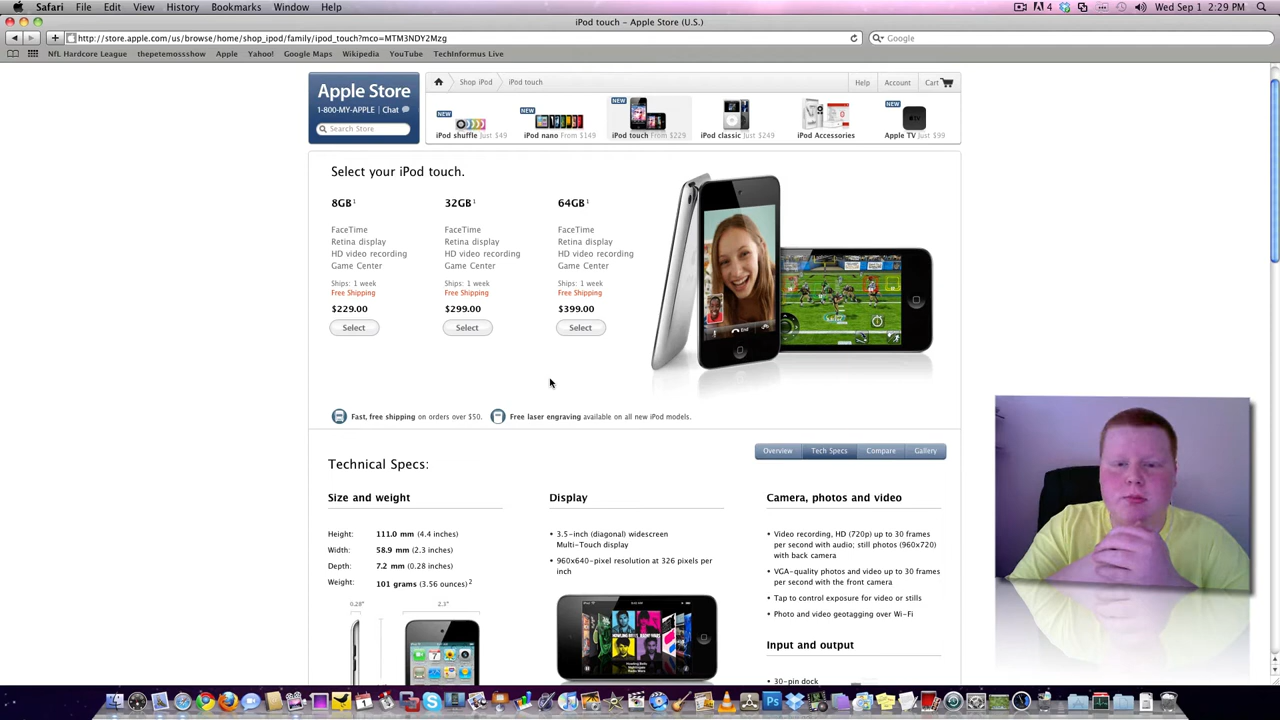 Safari File Edit View History Bookmarks Window Help
4 Wed Sep 1 2:29 PM
iPod touch – Apple Store (U.S.)
http://store.apple.com/us/browse/home/shop_ipod/family/ipod_touch?mco=MTM3NDY2Mzg
Google
NFL Hardcore League thepetemossshow Apple Yahoo! Google Maps Wikipedia YouTube TechInformus Live
Apple Store
1-800-MY-APPLE | Chat
Search Store
Shop iPod iPod touch Help Account Cart
NEW NEW NEW NEW
iPod shuffle Just $49 iPod nano From $149 iPod touch From $229 iPod classic Just $249 iPod Accessories Apple TV Just $99
Select your iPod touch.
8GB1 32GB1 64GB1
FaceTime FaceTime FaceTime
Retina display Retina display Retina display
HD video recording HD video recording HD video recording
Game Center Game Center Game Center
Ships: 1 week Ships: 1 week Ships: 1 week
Free Shipping Free Shipping Free Shipping
$229.00 $299.00 $399.00
Select Select Select
End
Fast, free shipping on orders over $50. Free laser engraving available on all new iPod models.
Overview Tech Specs Compare Gallery
Technical Specs:
Size and weight
Height: 111.0 mm (4.4 inches)
Width: 58.9 mm (2.3 inches)
Depth: 7.2 mm (0.28 inches)
Weight: 101 grams (3.56 ounces)2
0.28" 2.3"
Display
• 3.5-inch (diagonal) widescreen
Multi-Touch display
• 960x640-pixel resolution at 326 pixels per
inch
Camera, photos and video
• Video recording, HD (720p) up to 30 frames
per second with audio; still photos (960x720)
with back camera
• VGA-quality photos and video up to 30 frames
per second with the front camera
• Tap to control exposure for video or stills
• Photo and video geotagging over Wi-Fi
Input and output
• 30-pin dock